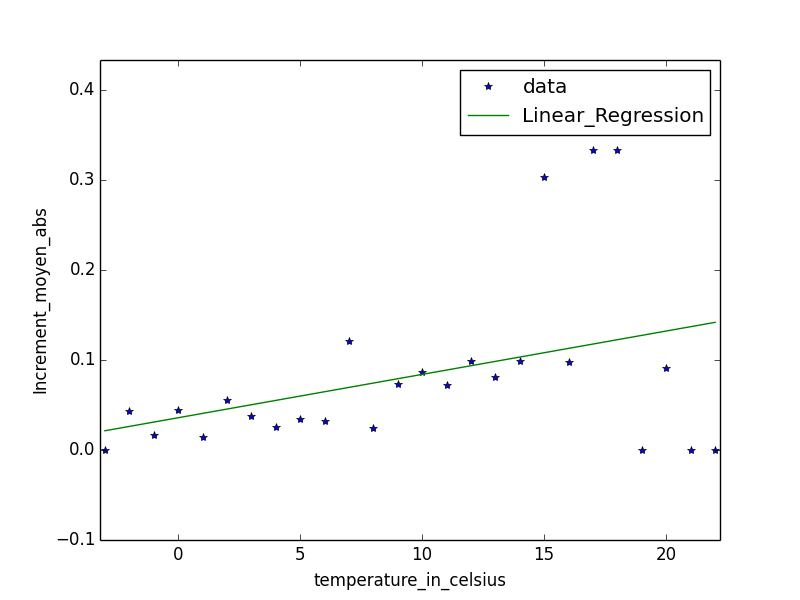 data
Linear_Regression
0.4
0.3
0.2
0.1
0.0
−0.1
Increment_moyen_abs
0 5 10 15 20
temperature_in_celsius